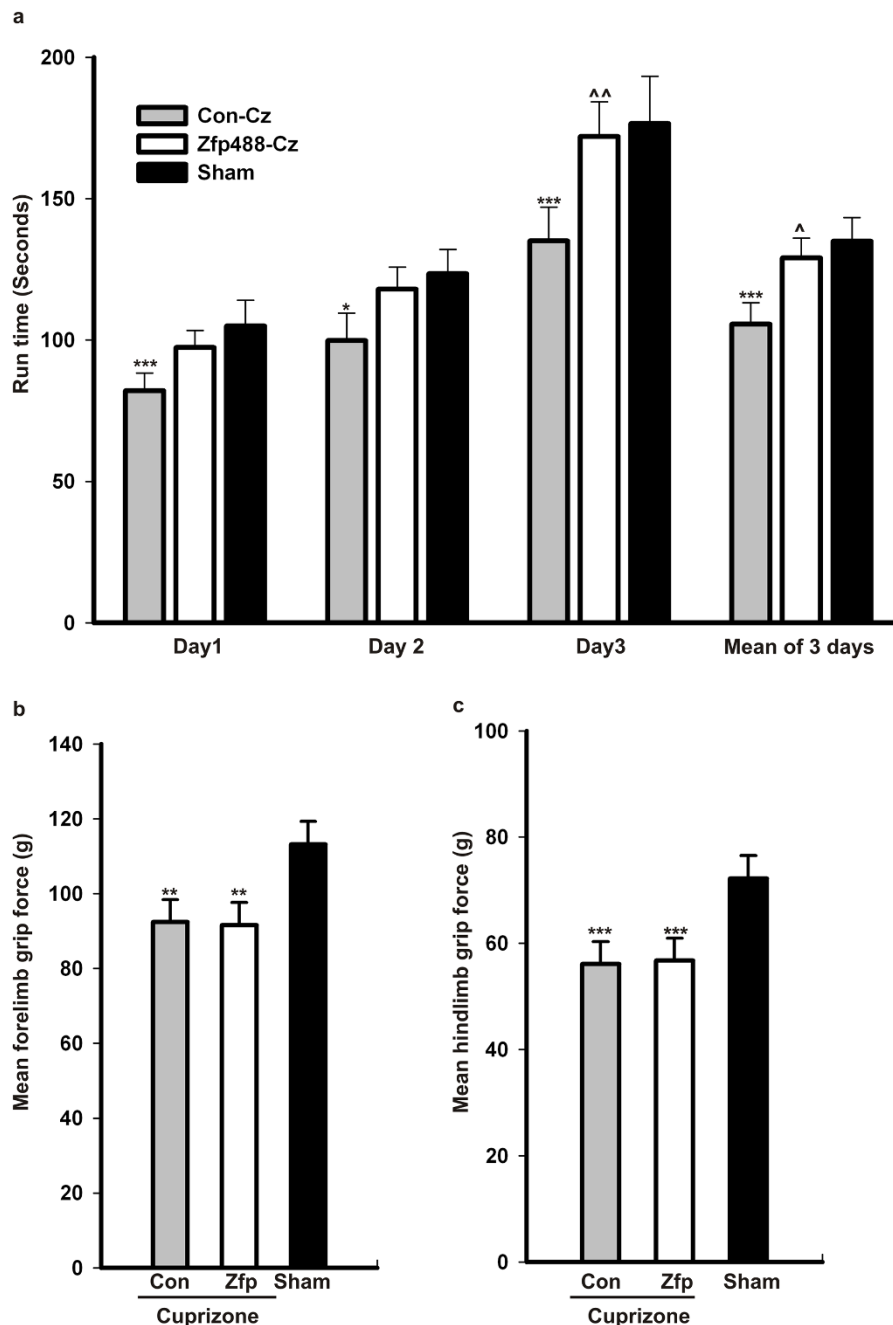 a
200
150
100
50
0
Run time (Seconds)
Con-Cz
Zfp488-Cz
Sham
***
*
***
^^
***
^
Day1 Day 2 Day3 Mean of 3 days
b
140
120
100
80
60
40
20
0
Mean forelimb grip force (g)
** **
Con Zfp Sham
Cuprizone
c
100
80
60
40
20
0
Mean hindlimb grip force (g)
*** ***
Con Zfp Sham
Cuprizone